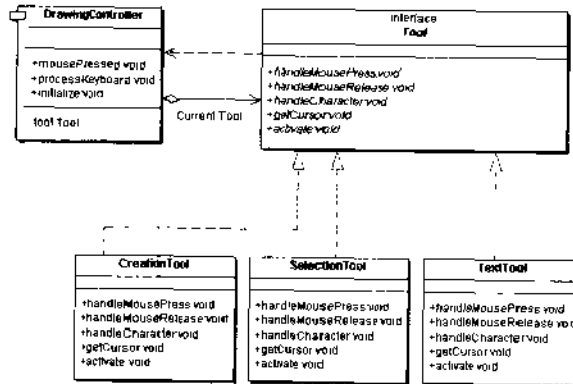 DrawingController
+mousePressed void
+processKeyboard void
+initialize void
tool Tool
Current Tool
interface
Tool
+handleMousePress:void
+handleMouseRelease:void
+handleCharacter:void
+getCursor void
+activate void
CreationTool
+handleMousePress void
+handleMouseRelease void
+handleCharacter void
+getCursor void
+activate void
SelectionTool
+handleMousePress void
+handleMouseRelease void
+handleCharacter void
+getCursor void
+activate void
TextTool
+handleMousePress void
+handleMouseRelease void
+handleCharacter void
+getCursor void
+activate void